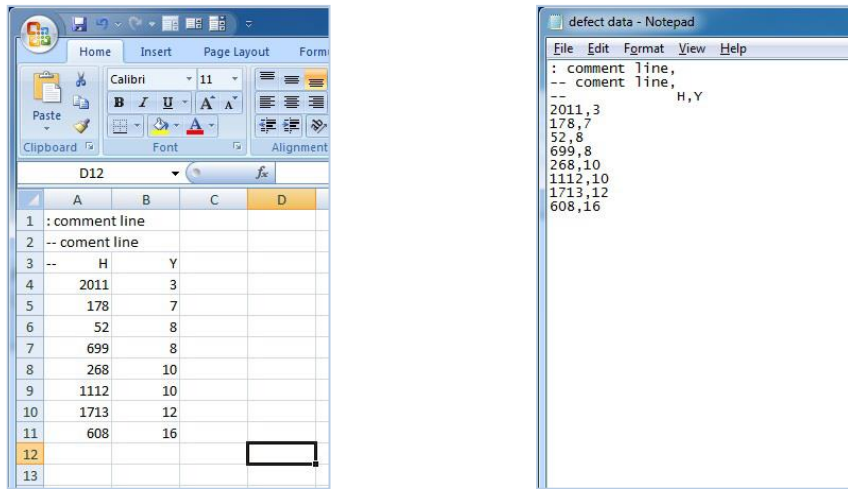 Home Insert Page Layout Form
Calibri 11
B I U A A
Paste
A
Clipboard Font Alignment
D12 fx
A B C D
1 : comment line
2 -- coment line
3 -- H Y
4 2011 3
5 178 7
6 52 8
7 699 8
8 268 10
9 1112 10
10 1713 12
11 608 16
12
13
defect data - Notepad
File Edit Format View Help
: comment line,
-- coment line,
-- H,Y
2011,3
178,7
52,8
699,8
268,10
1112,10
1713,12
608,16